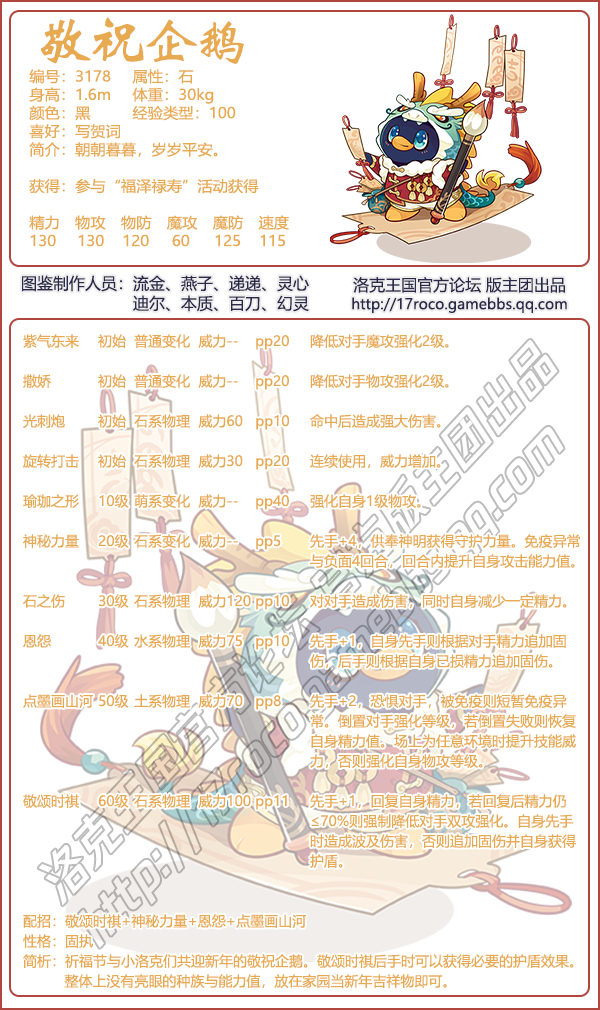 敬祝企鹅
编号：3178 属性：石
身高：1.6m 体重：30kg
颜色：黑 经验类型：100
喜好：写贺词
简介：朝朝暮暮，岁岁平安。
获得：参与“福泽禄寿”活动获得
精力 物攻 物防 魔攻 魔防 速度
130 130 120 60 125 115
图鉴制作人员：流金、燕子、递递、灵心
迪尔、本质、百刀、幻灵
洛克王国官方论坛 版主团出品
http://17roco.gamebbs.qq.com
紫气东来 初始 普通变化 威力-- pp20 降低对手魔攻强化2级。
撒娇 初始 普通变化 威力-- pp20 降低对手物攻强化2级。
光刺炮 初始 石系物理 威力60 pp10 命中后造成强大伤害。
旋转打击 初始 石系物理 威力30 pp20 连续使用，威力增加。
瑜珈之形 10级 萌系变化 威力-- pp40 强化自身1级物攻。
神秘力量 20级 石系变化 威力-- pp5 先手+4，供奉神明获得守护力量。免疫异常
与负面4回合，回合内提升自身攻击能力值。
石之伤 30级 石系物理 威力120 pp10 对对手造成伤害，同时自身减少一定精力。
恩怨 40级 水系物理 威力75 pp10 先手+1，自身先手则根据对手精力追加固
伤，后手则根据自身已损精力追加固伤。
点墨画山河 50级 土系物理 威力70 pp8 先手+2，恐惧对手，被免疫则短暂免疫异
常。倒置对手强化等级，若倒置失败则恢复
自身精力值。场上为任意环境时提升技能威
力，否则强化自身物攻等级。
敬颂时祺 60级 石系物理 威力100 pp11 先手+1，回复自身精力，若回复后精力仍
≤70%则强制降低对手双攻强化。自身先手
时造成波及伤害，否则追加固伤并自身获得
护盾。
配招：敬颂时祺+神秘力量+恩怨+点墨画山河
性格：固执
简析：祈福节与小洛克们共迎新年的敬祝企鹅。敬颂时祺后手时可以获得必要的护盾效果。
整体上没有亮眼的种族与能力值，放在家园当新年吉祥物即可。
洛克王国官方论坛版主团出品
http://17roco.gamebbs.qq.com